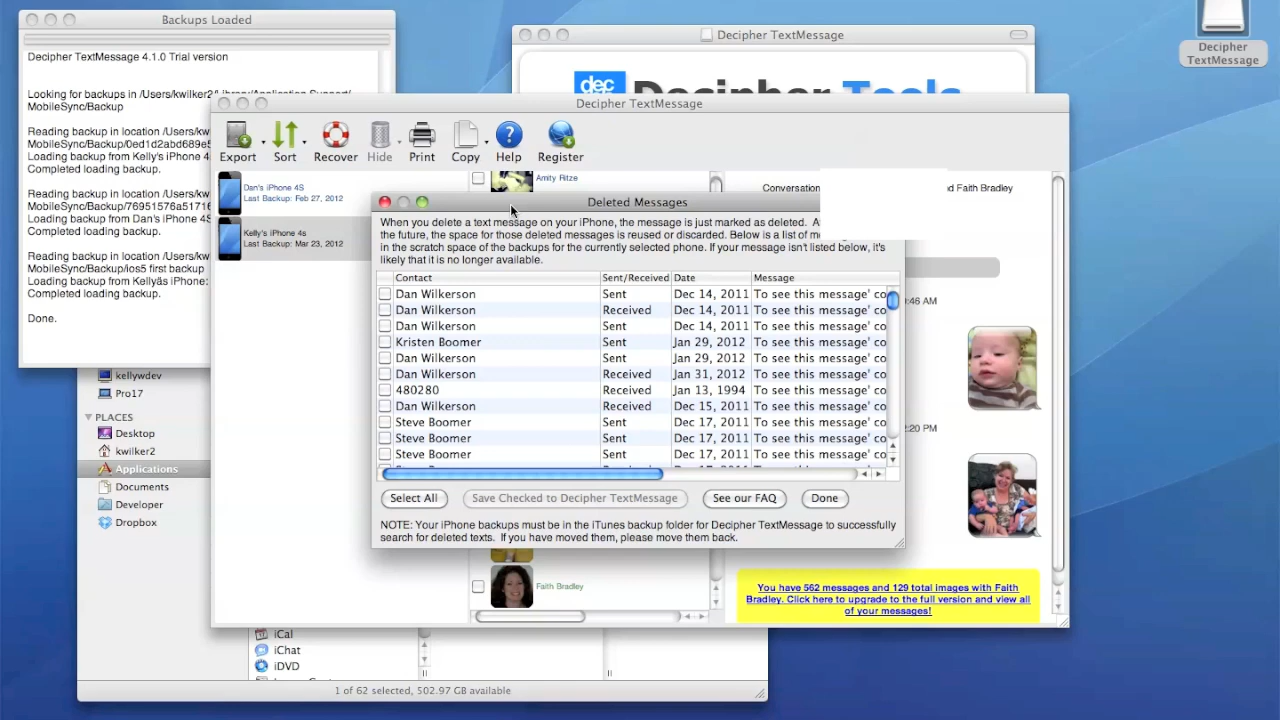 Backups Loaded
Decipher TextMessage 4.1.0 Trial version
Looking for backups in /Users/kwilker2/Library/Application Support/
MobileSync/Backup
Reading backup in location /Users/kw
MobileSync/Backup/0ed1d2abd689e5
Loading backup from Kelly's iPhone 4
Completed loading backup.
Reading backup in location /Users/kw
MobileSync/Backup/76951576a51716
Loading backup from Dan's iPhone 4S
Completed loading backup.
Reading backup in location /Users/kw
MobileSync/Backup/ios5 first backup
Loading backup from Kellyäs iPhone:
Completed loading backup.
Done.
Decipher TextMessage
dec
Decipher Tools
Decipher
TextMessage
Decipher TextMessage
Export
Sort
Recover
Hide
Print
Copy
Help
Register
Dan's iPhone 4S
Last Backup: Feb 27, 2012
Kelly's iPhone 4s
Last Backup: Mar 23, 2012
Amity Ritze
Conversation
nd Faith Bradley
Deleted Messages
When you delete a text message on your iPhone, the message is just marked as deleted.
the future, the space for those deleted messages is reused or discarded. Below is a list of
in the scratch space of the backups for the currently selected phone. If your message isn't listed below, it's
likely that it is no longer available.
Contact Sent/Received Date Message
Dan Wilkerson Sent Dec 14, 2011 To see this message' co
Dan Wilkerson Received Dec 14, 2011 To see this message' co
Dan Wilkerson Sent Dec 14, 2011 To see this message' co
Kristen Boomer Sent Jan 29, 2012 To see this message' co
Dan Wilkerson Sent Jan 29, 2012 To see this message' co
Dan Wilkerson Received Jan 31, 2012 To see this message' co
480280 Received Jan 13, 1994 To see this message' co
Dan Wilkerson Received Dec 15, 2011 To see this message' co
Steve Boomer Sent Dec 17, 2011 To see this message' co
Steve Boomer Sent Dec 17, 2011 To see this message' co
Steve Boomer Sent Dec 17, 2011 To see this message' co
Select All
Save Checked to Decipher TextMessage
See our FAQ
Done
NOTE: Your iPhone backups must be in the iTunes backup folder for Decipher TextMessage to successfully
search for deleted texts. If you have moved them, please move them back.
:46 AM
:20 PM
Faith Bradley
You have 562 messages and 129 total images with Faith
Bradley. Click here to upgrade to the full version and view all
of your messages!
kellywdev
Pro17
PLACES
Desktop
kwilker2
Applications
Documents
Developer
Dropbox
iCal
iChat
iDVD
1 of 62 selected, 502.97 GB available